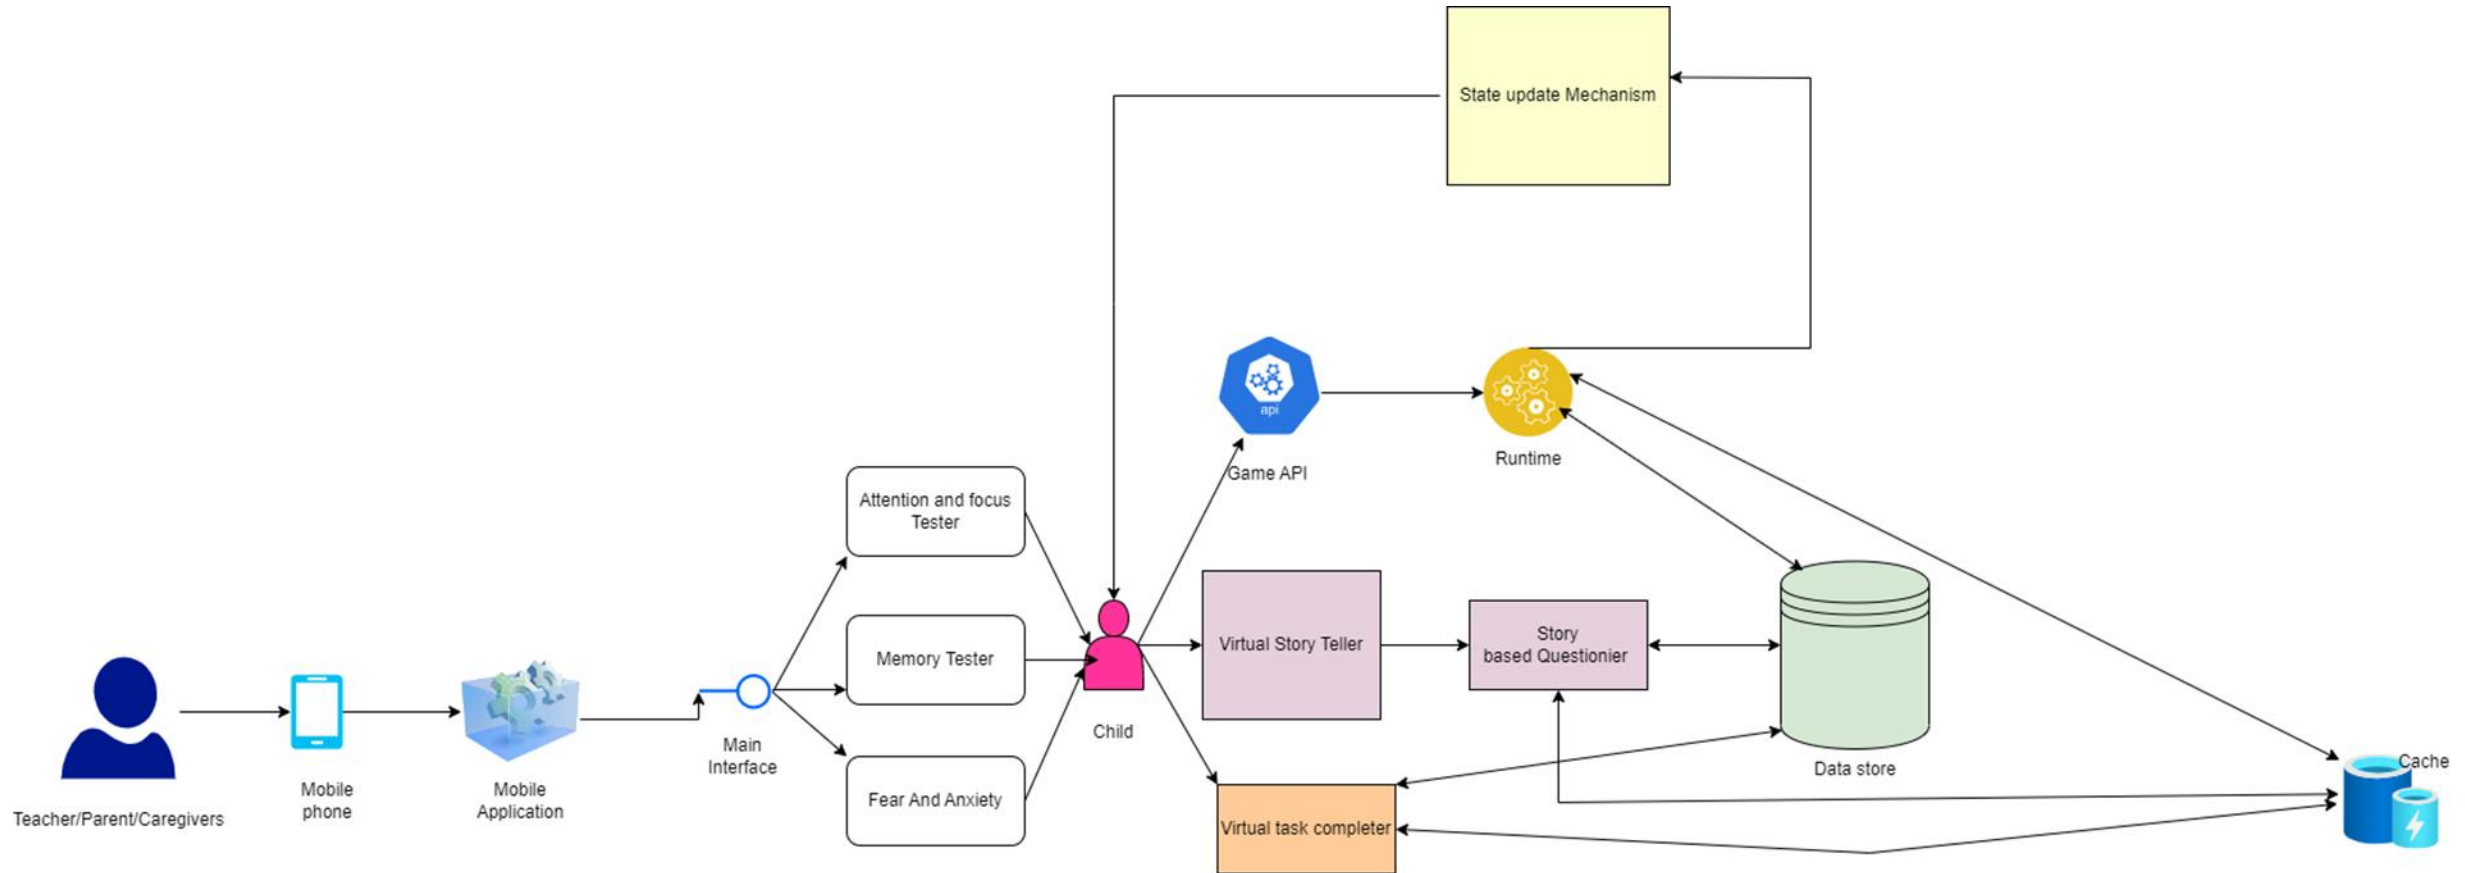 State update Mechanism
api
Game API
Runtime
Attention and focus
Tester
Memory Tester
Fear And Anxiety
Child
Virtual Story Teller
Story
based Questionier
Data store
Cache
Virtual task completer
Main
Interface
Mobile
Application
Mobile
phone
Teacher/Parent/Caregivers